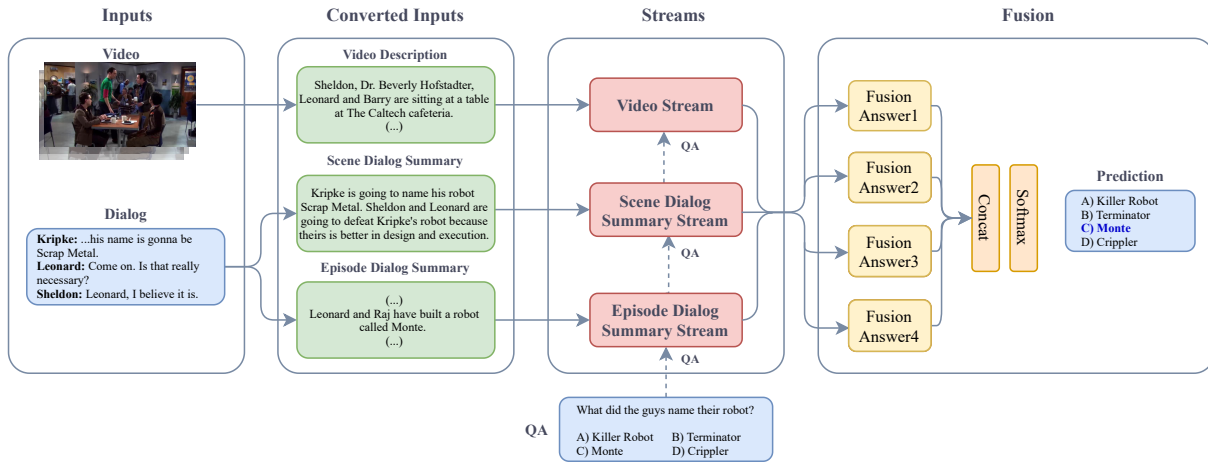 Inputs
Converted Inputs
Streams
Fusion
Video
Dialog
Kripke: ...his name is gonna be
Scrap Metal.
Leonard: Come on. Is that really
necessary?
Sheldon: Leonard, I believe it is.
Video Description
Sheldon, Dr. Beverly Hofstadter,
Leonard and Barry are sitting at a table
at The Caltech cafeteria.
(...)
Scene Dialog Summary
Kripke is going to name his robot
Scrap Metal. Sheldon and Leonard are
going to defeat Kripke's robot because
theirs is better in design and execution.
Episode Dialog Summary
(...)
Leonard and Raj have built a robot
called Monte.
(...)
Video Stream
QA
Scene Dialog
Summary Stream
QA
Episode Dialog
Summary Stream
QA
QA
What did the guys name their robot?
A) Killer Robot B) Terminator
C) Monte D) Crippler
Fusion
Answer1
Fusion
Answer2
Fusion
Answer3
Fusion
Answer4
Concat
Softmax
Prediction
A) Killer Robot
B) Terminator
C) Monte
D) Crippler